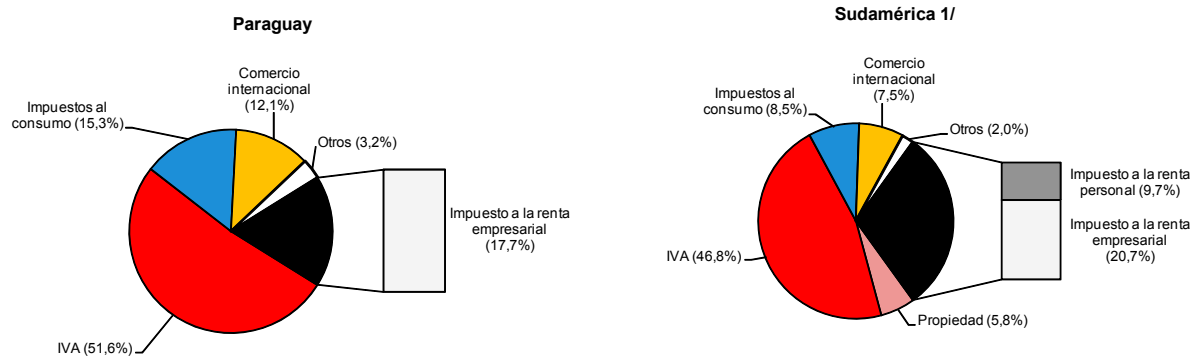 Paraguay
Comercio
internacional
(12,1%)
Impuestos al
consumo (15,3%)
Otros (3,2%)
Impuesto a la renta
empresarial
(17,7%)
IVA (51,6%)
Sudamérica 1/
Comercio
internacional
(7,5%)
Impuestos al
consumo (8,5%)
Otros (2,0%)
Impuesto a la renta
personal (9,7%)
Impuesto a la renta
empresarial
(20,7%)
IVA (46,8%)
Propiedad (5,8%)